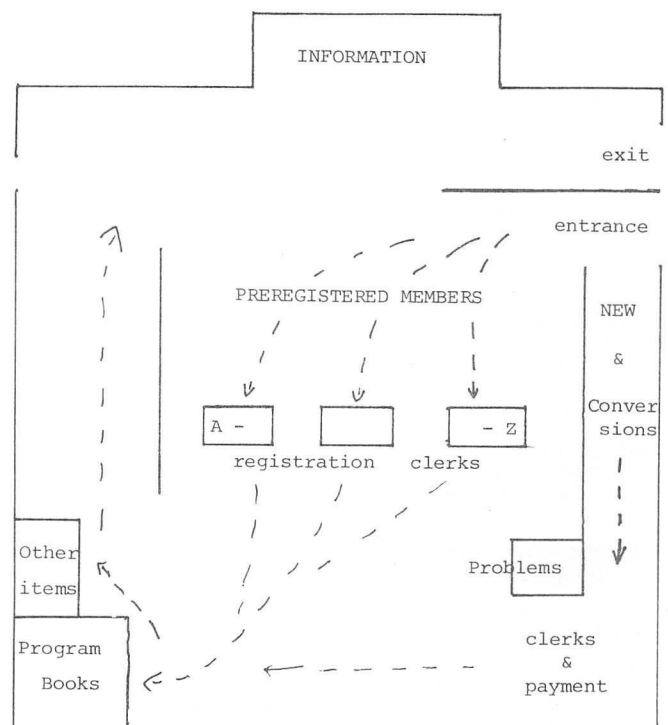 INFORMATION
exit
entrance
PREREGISTERED MEMBERS
NEW
&
Conver
sions
A -
- Z
registration clerks
Other
items
Problems
Program
Books
clerks
&
payment